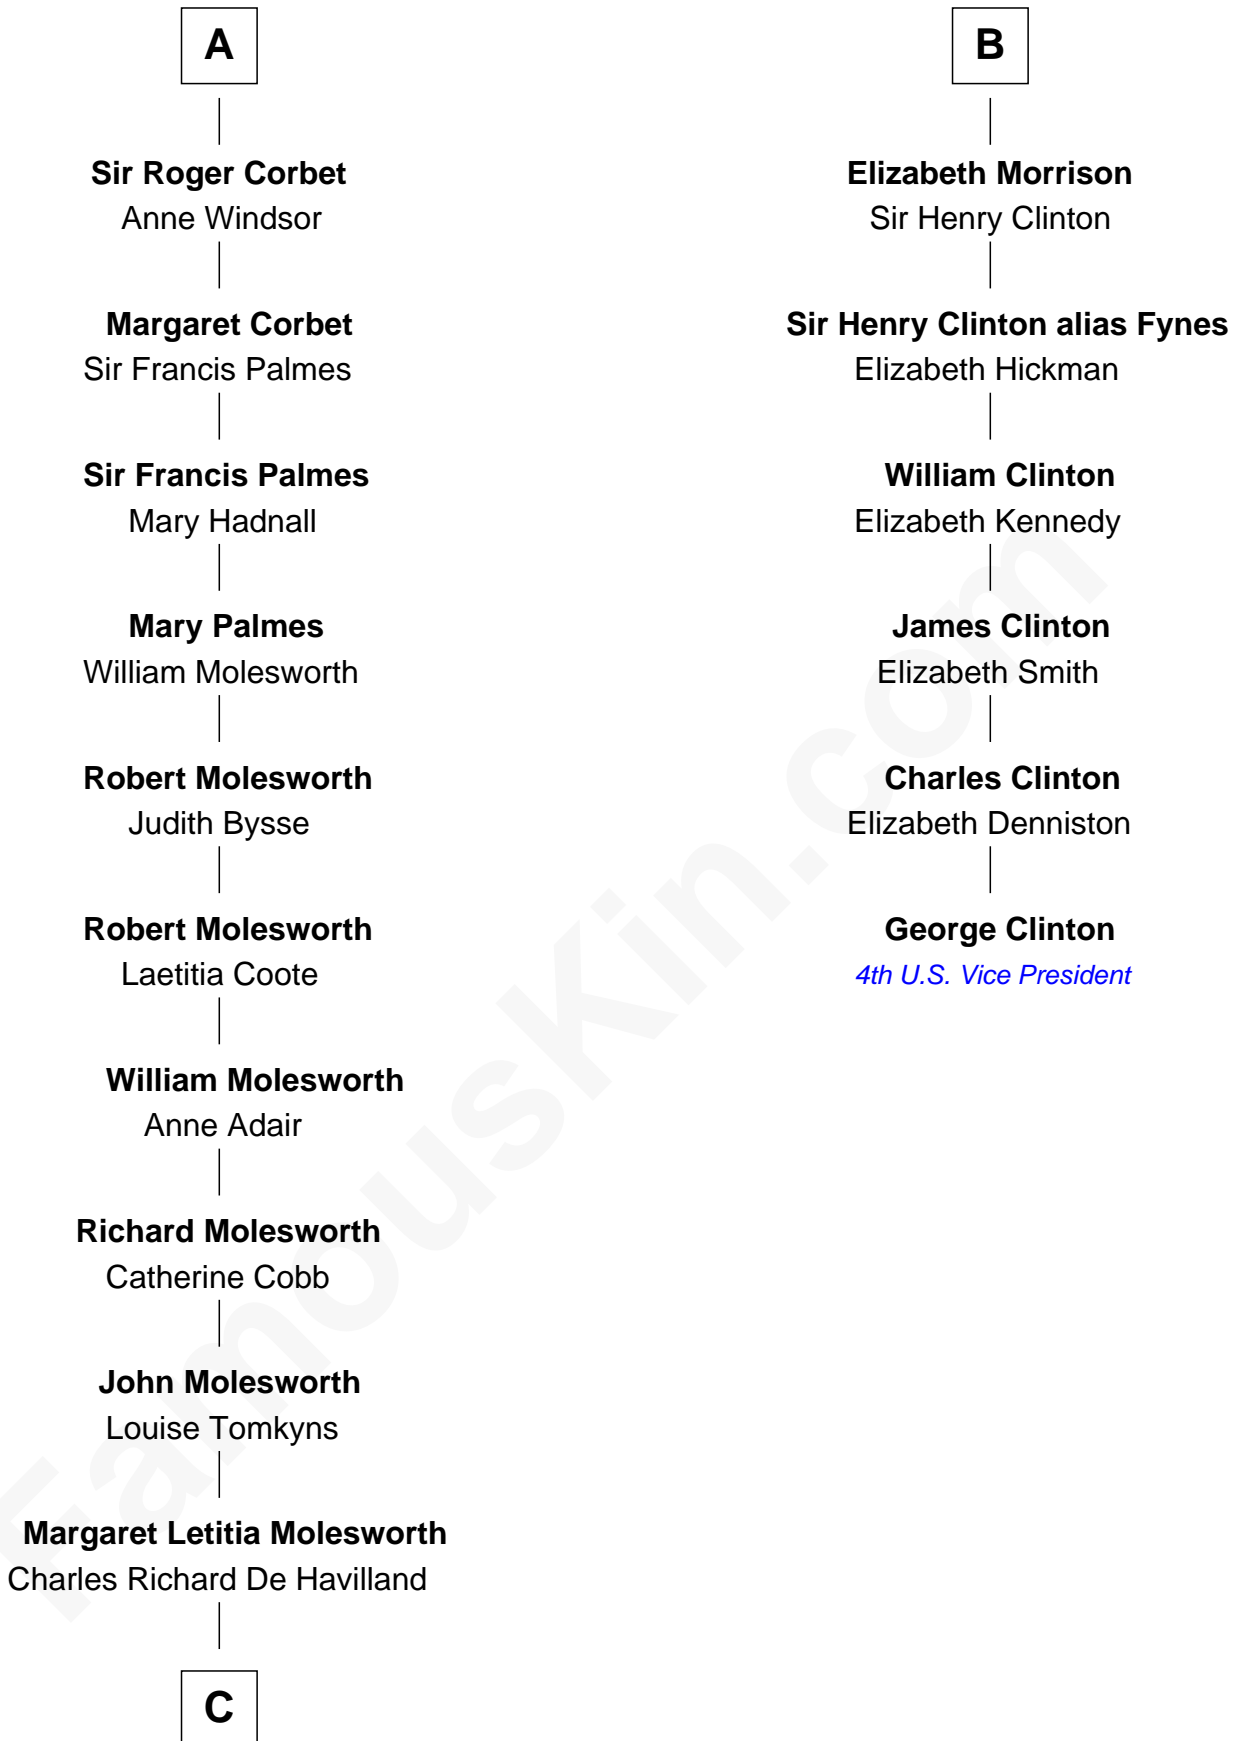 A
Sir Roger Corbet
Anne Windsor
Margaret Corbet
Sir Francis Palmes
Sir Francis Palmes
Mary Hadnall
Mary Palmes
William Molesworth
Robert Molesworth
Judith Bysse
Robert Molesworth
Laetitia Coote
William Molesworth
Anne Adair
Richard Molesworth
Catherine Cobb
John Molesworth
Louise Tomkyns
Margaret Letitia Molesworth
Charles Richard De Havilland
C
B
Elizabeth Morrison
Sir Henry Clinton
Sir Henry Clinton alias Fynes
Elizabeth Hickman
William Clinton
Elizabeth Kennedy
James Clinton
Elizabeth Smith
Charles Clinton
Elizabeth Denniston
George Clinton
4th U.S. Vice President
FamousKin.com